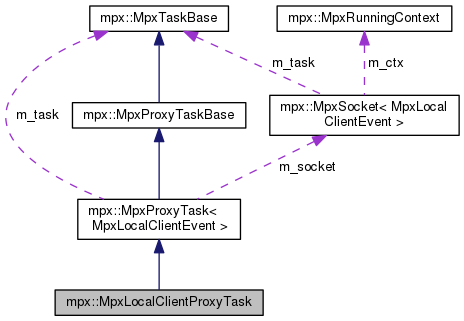 mpx::MpxTaskBase
mpx::MpxRunningContext
m_task
m_ctx
mpx::MpxProxyTaskBase
mpx::MpxSocket< MpxLocal
ClientEvent >
m_task
m_socket
mpx::MpxProxyTask<
MpxLocalClientEvent >
mpx::MpxLocalClientProxyTask